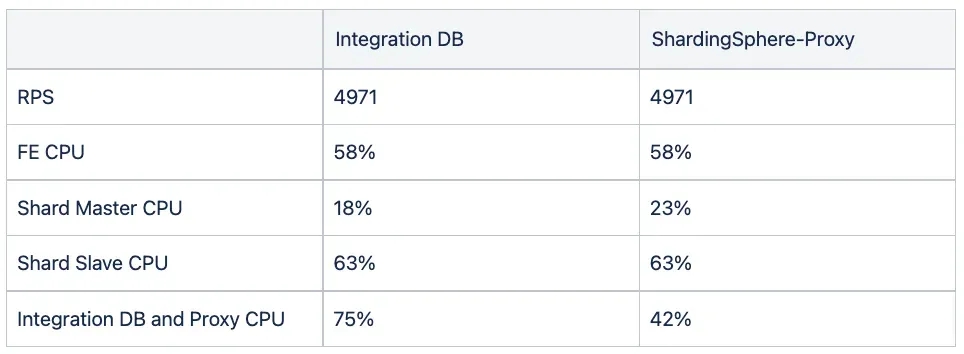 Integration DB ShardingSphere-Proxy
RPS 4971 4971
FE CPU 58% 58%
Shard Master CPU 18% 23%
Shard Slave CPU 63% 63%
Integration DB and Proxy CPU 75% 42%